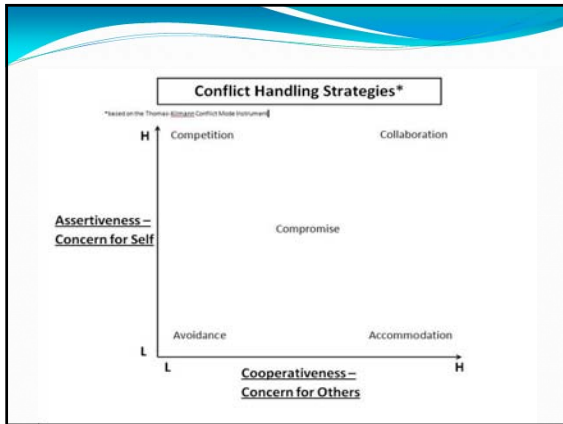 Conflict Handling Strategies*
*based on the Thomas-Kilmann Conflict Mode Instrument
H
Competition
Collaboration
Assertiveness –
Concern for Self
Compromise
Avoidance
Accommodation
L
L
H
Cooperativeness –
Concern for Others